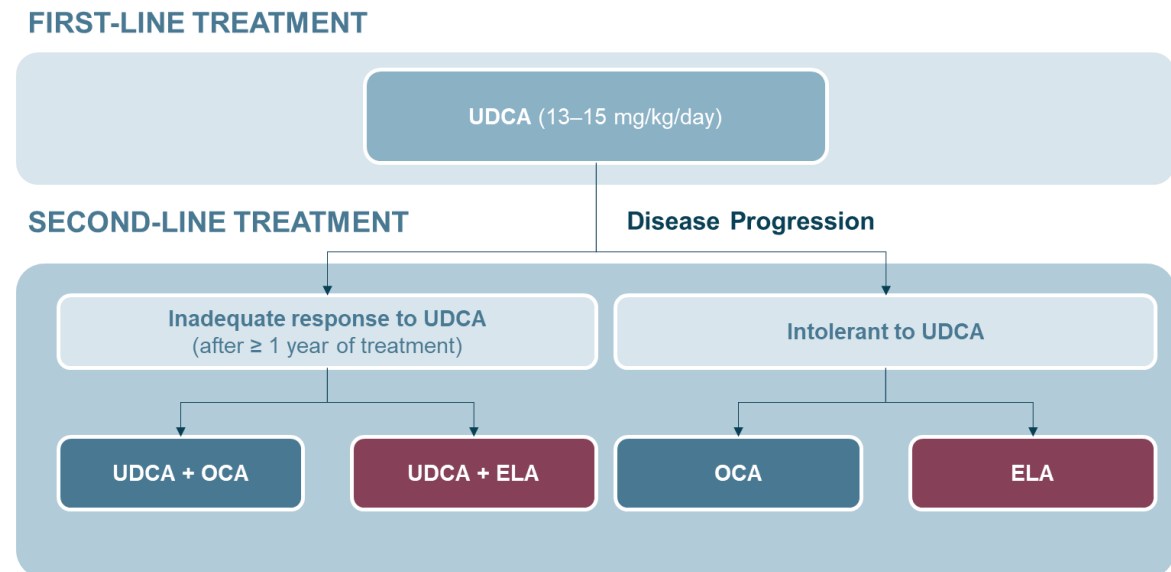 FIRST-LINE TREATMENT
UDCA (13–15 mg/kg/day)
SECOND-LINE TREATMENT
Disease Progression
Inadequate response to UDCA
(after ≥ 1 year of treatment)
Intolerant to UDCA
UDCA + OCA
UDCA + ELA
OCA
ELA